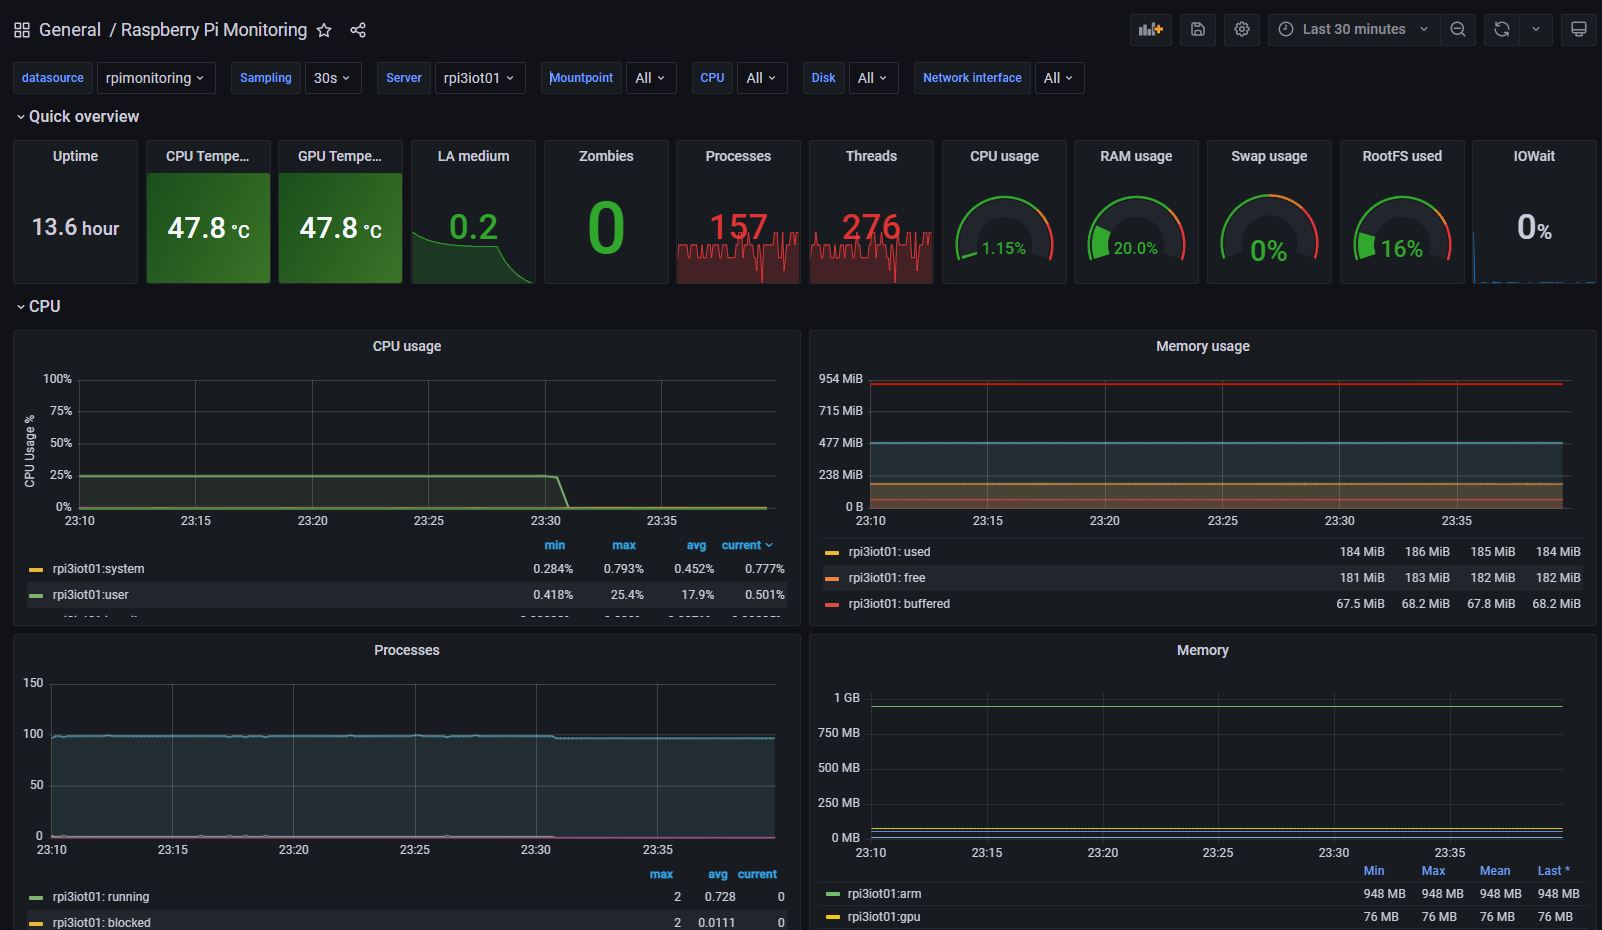 General / Raspberry Pi Monitoring
Last 30 minutes
datasource rpimonitoring Sampling 30s Server rpi3iot01 Mountpoint All CPU All Disk All Network interface All
Quick overview
Uptime CPU Tempe... GPU Tempe... LA medium Zombies Processes Threads CPU usage RAM usage Swap usage RootFS used IOWait
13.6 hour 47.8 °C 47.8 °C 0.2 0 157 276 1.15% 20.0% 0% 16% 0%
CPU
CPU usage
CPU Usage %
100%
75%
50%
25%
0%
23:10 23:15 23:20 23:25 23:30 23:35
min max avg current
rpi3iot01:system 0.284% 0.793% 0.452% 0.777%
rpi3iot01:user 0.418% 25.4% 17.9% 0.501%
Memory usage
954 MiB
715 MiB
477 MiB
238 MiB
0 B
23:10 23:15 23:20 23:25 23:30 23:35
rpi3iot01: used 184 MiB 186 MiB 185 MiB 184 MiB
rpi3iot01: free 181 MiB 183 MiB 182 MiB 182 MiB
rpi3iot01: buffered 67.5 MiB 68.2 MiB 67.8 MiB 68.2 MiB
Processes
150
100
50
0
23:10 23:15 23:20 23:25 23:30 23:35
max avg current
rpi3iot01: running 2 0.728 0
rpi3iot01: blocked 2 0.0111 0
Memory
1 GB
750 MB
500 MB
250 MB
0 MB
23:10 23:15 23:20 23:25 23:30 23:35
Min Max Mean Last *
rpi3iot01:arm 948 MB 948 MB 948 MB 948 MB
rpi3iot01:gpu 76 MB 76 MB 76 MB 76 MB